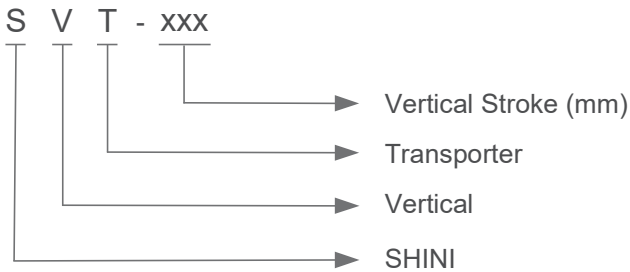 S V T - xxx
Vertical Stroke (mm)
Transporter
Vertical
SHINI